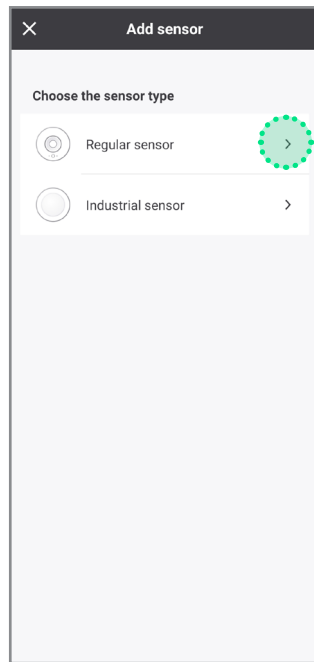 Add sensor
Choose the sensor type
Regular sensor
Industrial sensor